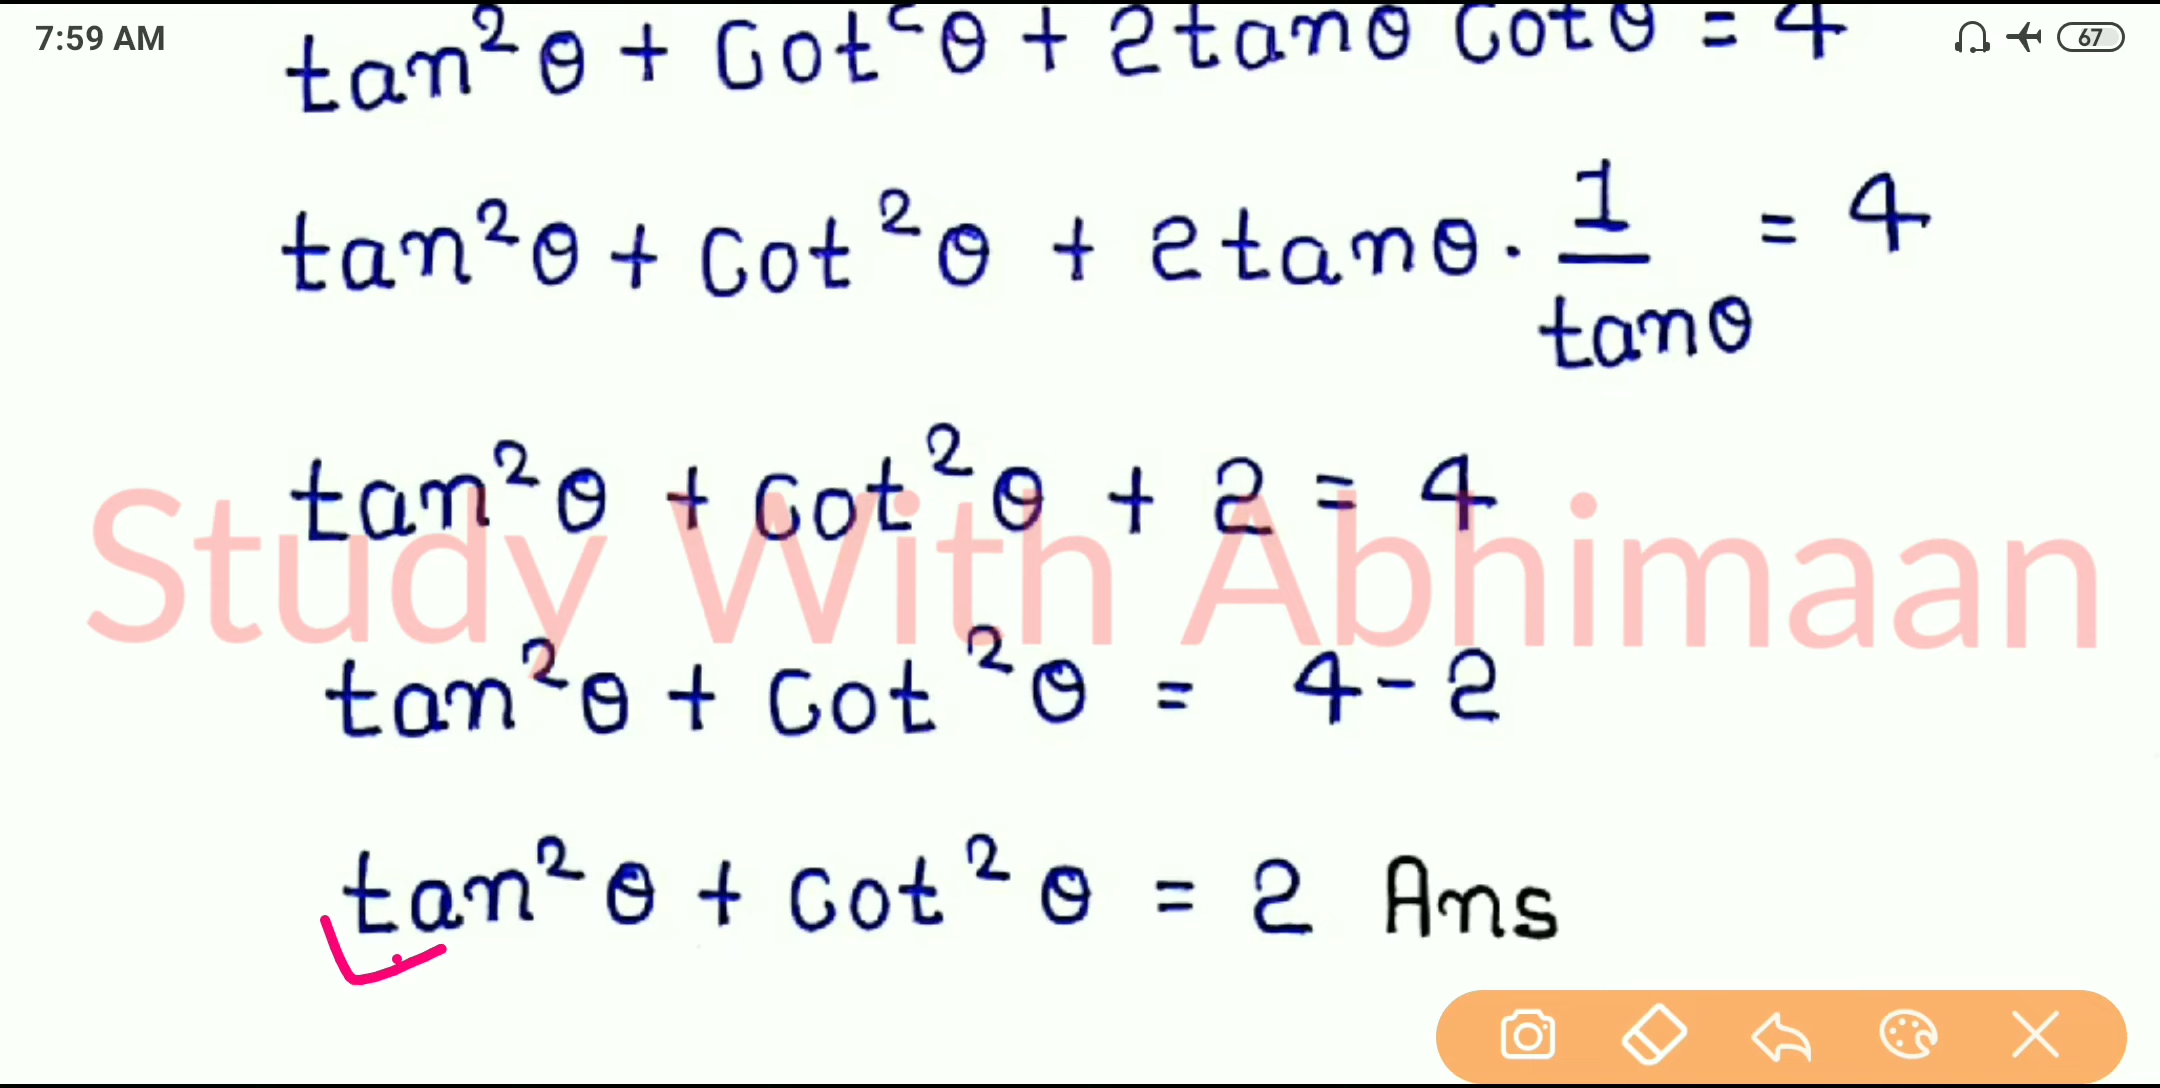 7:59 AM
67
tan²θ + Cot²θ + 2tanθ Cotθ = 4
tan²θ + Cot²θ + 2tanθ · 1/tanθ = 4
tan²θ + Cot²θ + 2 = 4
Study With Abhimaan
tan²θ + Cot²θ = 4-2
tan²θ + Cot²θ = 2 Ans